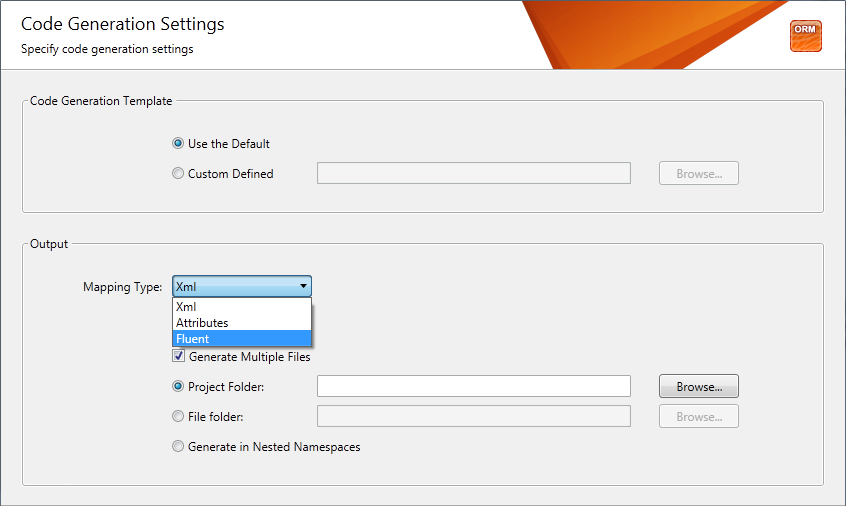 Code Generation Settings
Specify code generation settings
ORM
Code Generation Template
Use the Default
Custom Defined
Browse...
Output
Mapping Type: Xml
Xml
Attributes
Fluent
Generate Multiple Files
Project Folder:
Browse...
File folder:
Browse...
Generate in Nested Namespaces